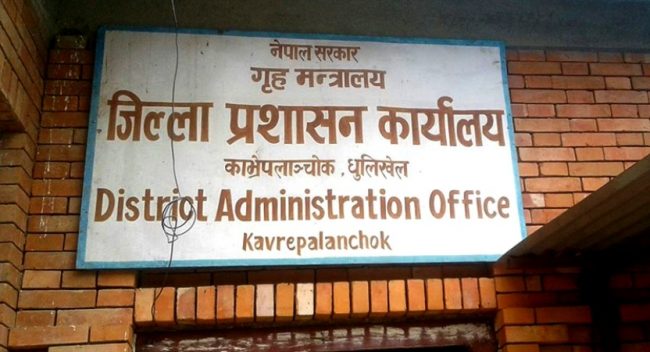 नेपाल सरकार
गृह मन्त्रालय
जिल्ला प्रशासन कार्यालय
काभ्रेपलाञ्चोक, धुलिखेल
District Administration Office
Kavrepalanchok